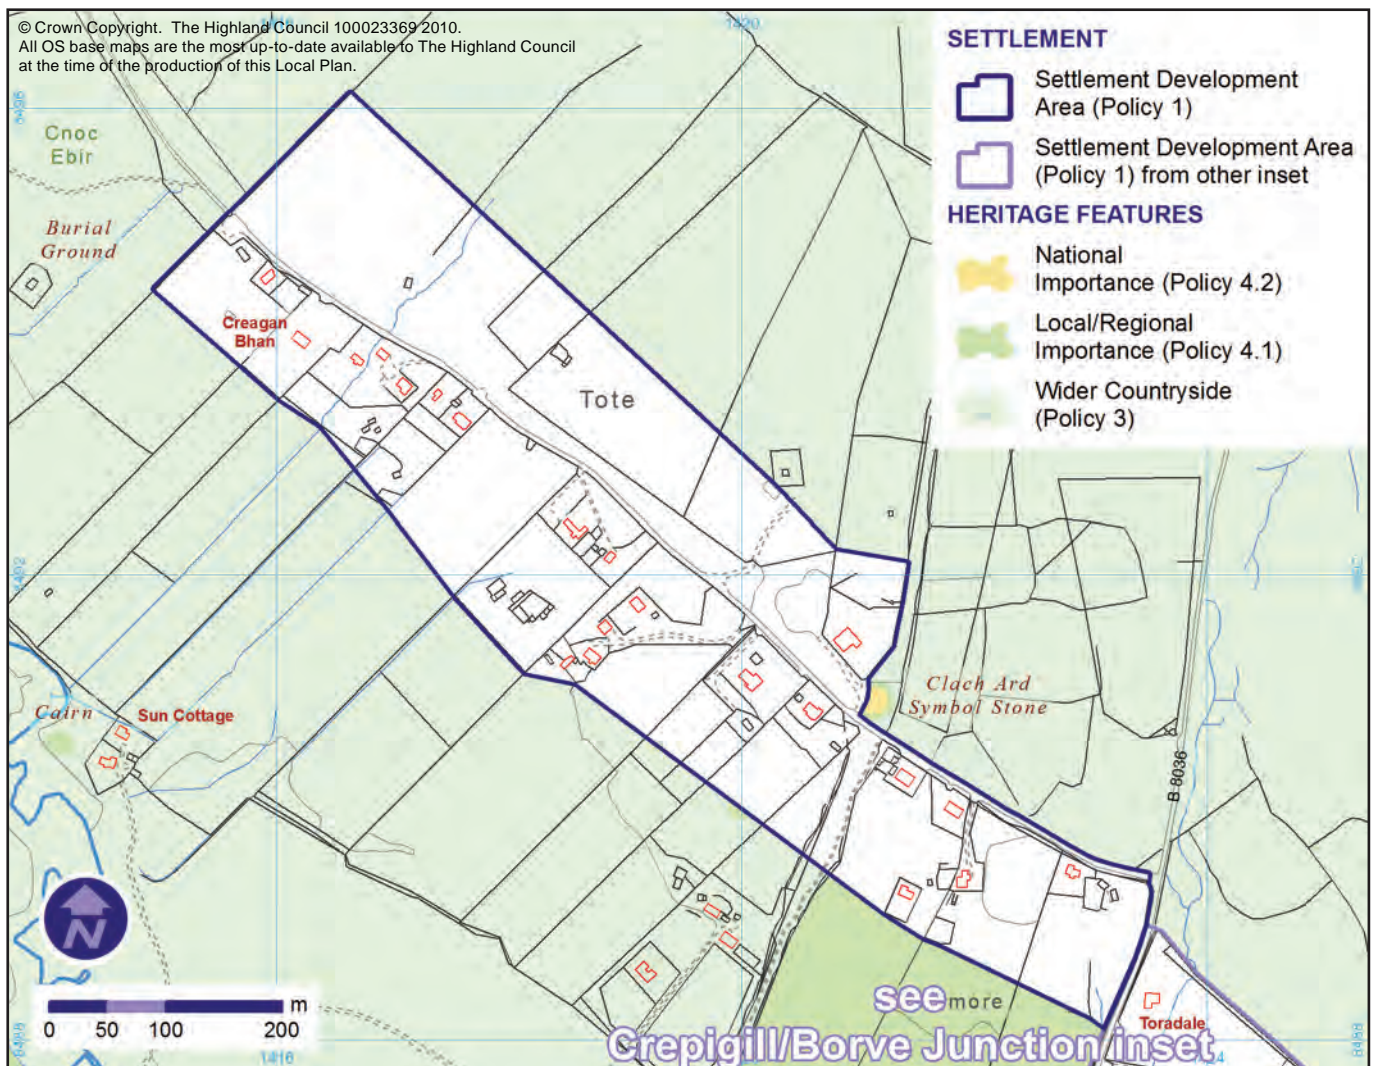 © Crown Copyright. The Highland Council 100023369 2010.
All OS base maps are the most up-to-date available to The Highland Council
at the time of the production of this Local Plan.
1420
SETTLEMENT
Settlement Development
Area (Policy 1)
Settlement Development Area
(Policy 1) from other inset
HERITAGE FEATURES
National
Importance (Policy 4.2)
Local/Regional
Importance (Policy 4.1)
Wider Countryside
(Policy 3)
Cnoc
Ebir
Burial
Ground
Creagan
Bhan
Tote
Clach Ard
Symbol Stone
Cairn
Sun Cottage
B 8036
N
m
0 50 100 200
see
more
Crepigill/Borve Junction inset
Toradale
8488
8488
1416